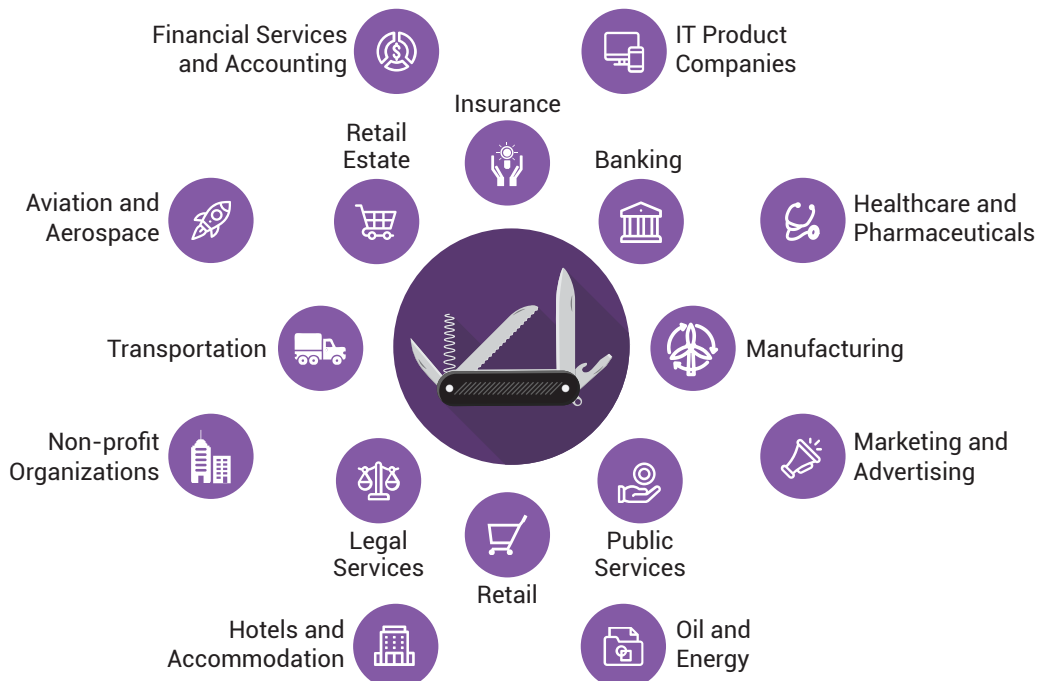 Financial Services
and Accounting
IT Product
Companies
Insurance
Retail
Estate
Banking
Aviation and
Aerospace
Healthcare and
Pharmaceuticals
Transportation
Manufacturing
Non-profit
Organizations
Marketing and
Advertising
Legal
Services
Public
Services
Retail
Hotels and
Accommodation
Oil and
Energy